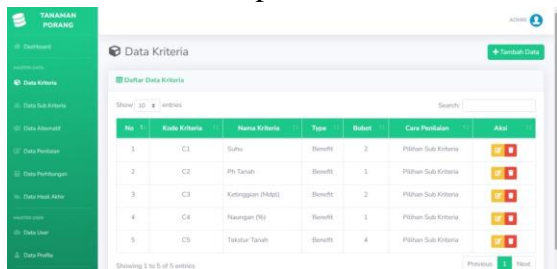 TANAMAN
PORANG
ADMIN
Dashboard
MASTER DATA
Data Kriteria
Data Sub Kriteria
Data Alternatif
Data Penilaian
Data Perhitungan
Data Hasil Akhir
MASTER USER
Data User
Data Profile
Data Kriteria
+ Tambah Data
Daftar Data Kriteria
Show 10 entries
Search:
No Kode Kriteria Nama Kriteria Type Bobot Cara Penilaian Aksi
1 C1 Suhu Benefit 2 Pilihan Sub Kriteria
2 C2 Ph Tanah Benefit 1 Pilihan Sub Kriteria
3 C3 Ketinggian (Mdpl) Benefit 2 Pilihan Sub Kriteria
4 C4 Naungan (%) Benefit 1 Pilihan Sub Kriteria
5 C5 Tekstur Tanah Benefit 4 Pilihan Sub Kriteria
Showing 1 to 5 of 5 entries
Previous 1 Next